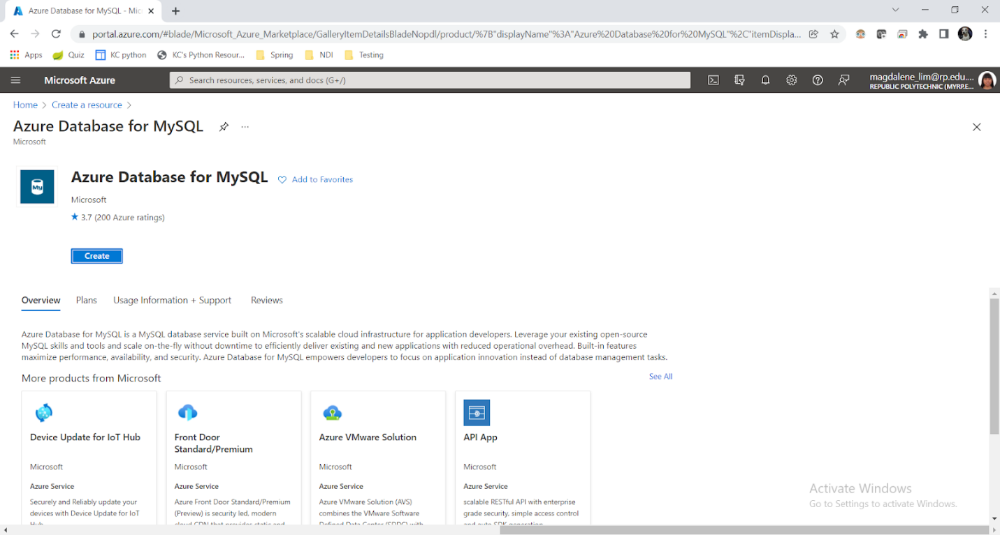 Azure Database for MySQL - Mic
portal.azure.com/#blade/Microsoft_Azure_Marketplace/GalleryItemDetailsBladeNopdl/product/%7B"displayName"%3A"Azure%20Database%20for%20MySQL"%2C"itemDispla...
Apps Quiz KC python KC's Python Resour... Spring NDI Testing
Microsoft Azure
Search resources, services, and docs (G+/)
magdalene_lim@rp.edu....
REPUBLIC POLYTECHNIC (MYRP.E...
Home > Create a resource >
Azure Database for MySQL ...
Microsoft
My
Azure Database for MySQL Add to Favorites
Microsoft
3.7 (200 Azure ratings)
Create
Overview Plans Usage Information + Support Reviews
Azure Database for MySQL is a MySQL database service built on Microsoft's scalable cloud infrastructure for application developers. Leverage your existing open-source
MySQL skills and tools and scale on-the-fly without downtime to efficiently deliver existing and new applications with reduced operational overhead. Built-in features
maximize performance, availability, and security. Azure Database for MySQL empowers developers to focus on application innovation instead of database management tasks.
More products from Microsoft See All
Device Update for IoT Hub
Microsoft
Azure Service
Securely and Reliably update your
devices with Device Update for IoT
Hub
Front Door
Standard/Premium
Microsoft
Azure Service
Azure Front Door Standard/Premium
(Preview) is security led, modern
cloud CDN that provides static and
Azure VMware Solution
Microsoft
Azure Service
Azure VMware Solution (AVS)
combines the VMware Software
Defined Data Center (SDDC) with
API App
Microsoft
Azure Service
scalable RESTful API with enterprise
grade security, simple access control
and auto SDK generation
Activate Windows
Go to Settings to activate Windows.